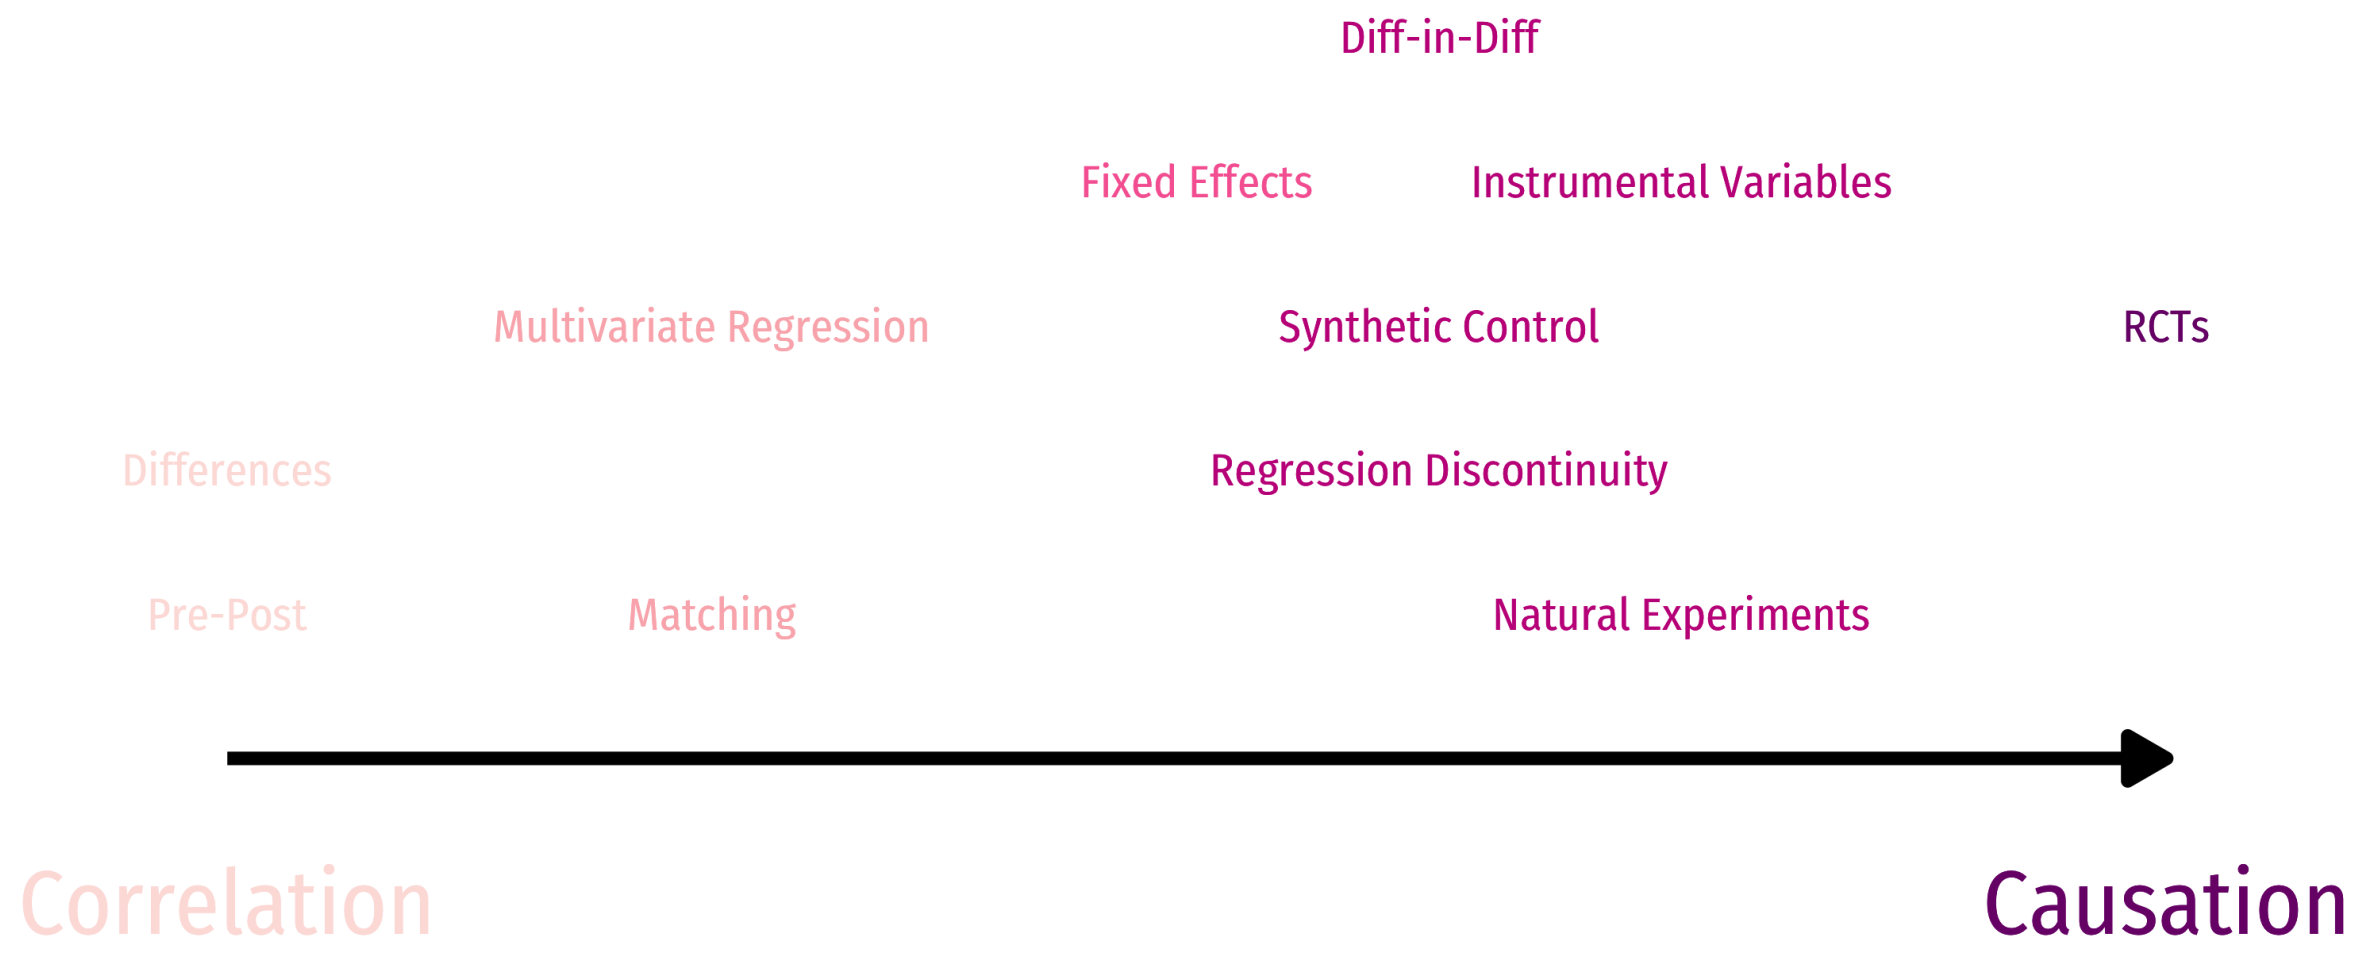 Diff-in-Diff
Fixed Effects
Instrumental Variables
Multivariate Regression
Synthetic Control
RCTs
Differences
Regression Discontinuity
Pre-Post
Matching
Natural Experiments
Correlation
Causation